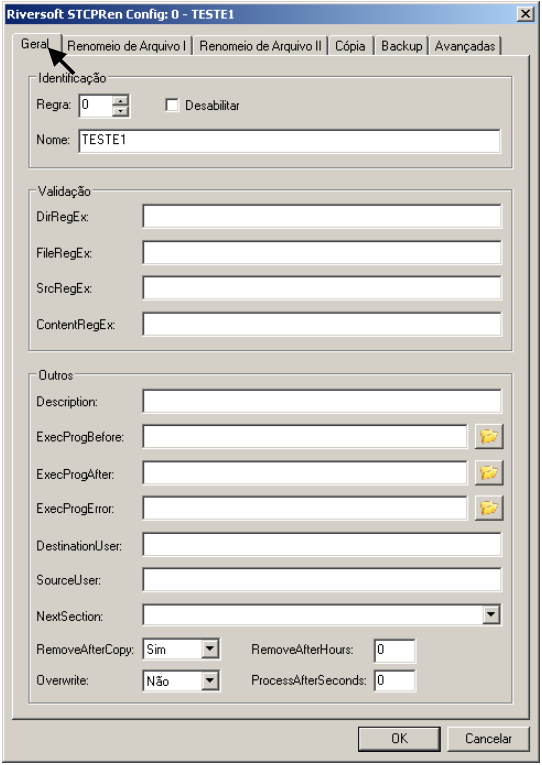 Riversoft STCPRen Config: 0 - TESTE1
Geral Renomeio de Arquivo I Renomeio de Arquivo II Cópia Backup Avançadas
Identificação
Regra: 0 Desabilitar
Nome: TESTE1
Validação
DirRegEx:
FileRegEx:
SrcRegEx:
ContentRegEx:
Outros
Description:
ExecProgBefore:
ExecProgAfter:
ExecProgError:
DestinationUser:
SourceUser:
NextSection:
RemoveAfterCopy: Sim RemoveAfterHours: 0
Overwrite: Não ProcessAfterSeconds: 0
OK Cancelar